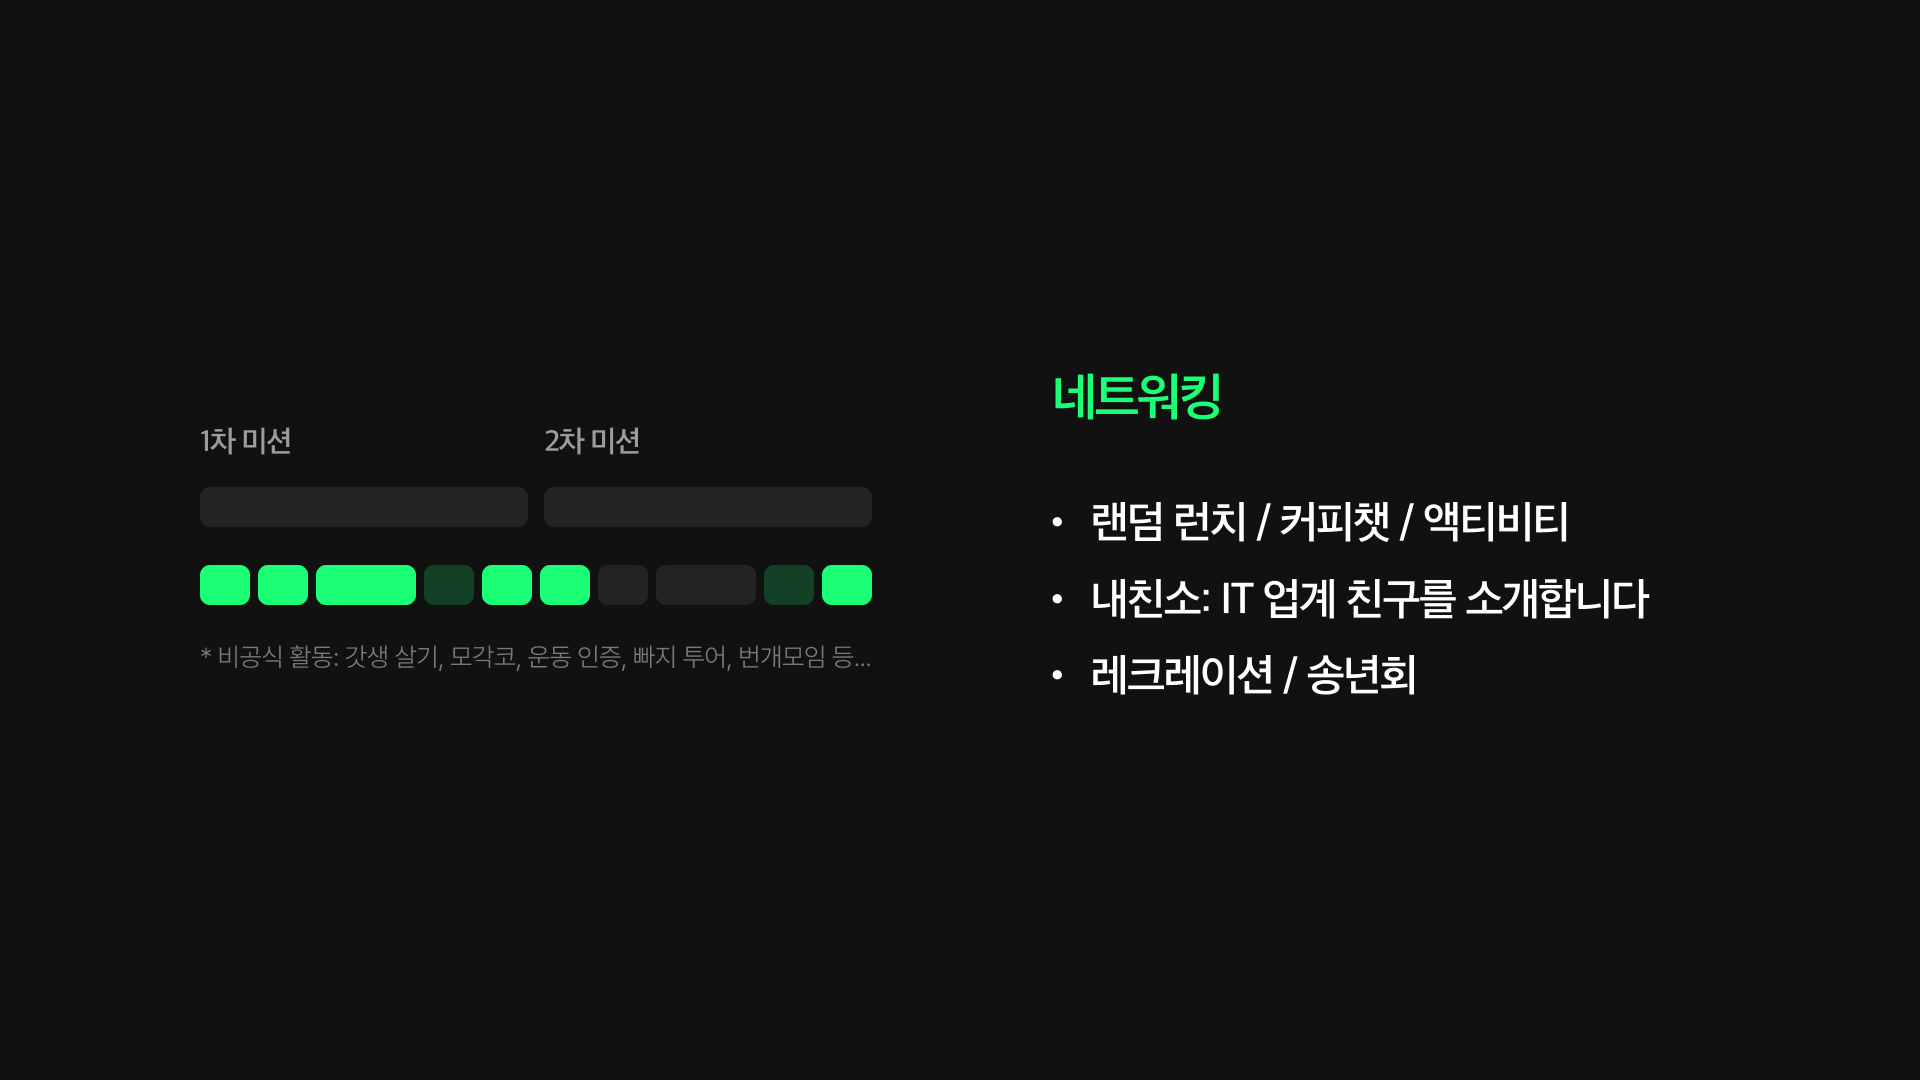 1차 미션
2차 미션
* 비공식 활동: 갓생 살기, 모각코, 운동 인증, 빠지 투어, 번개모임 등...
네트워킹
• 랜덤 런치 / 커피챗 / 액티비티
• 내친소: IT 업계 친구를 소개합니다
• 레크레이션 / 송년회